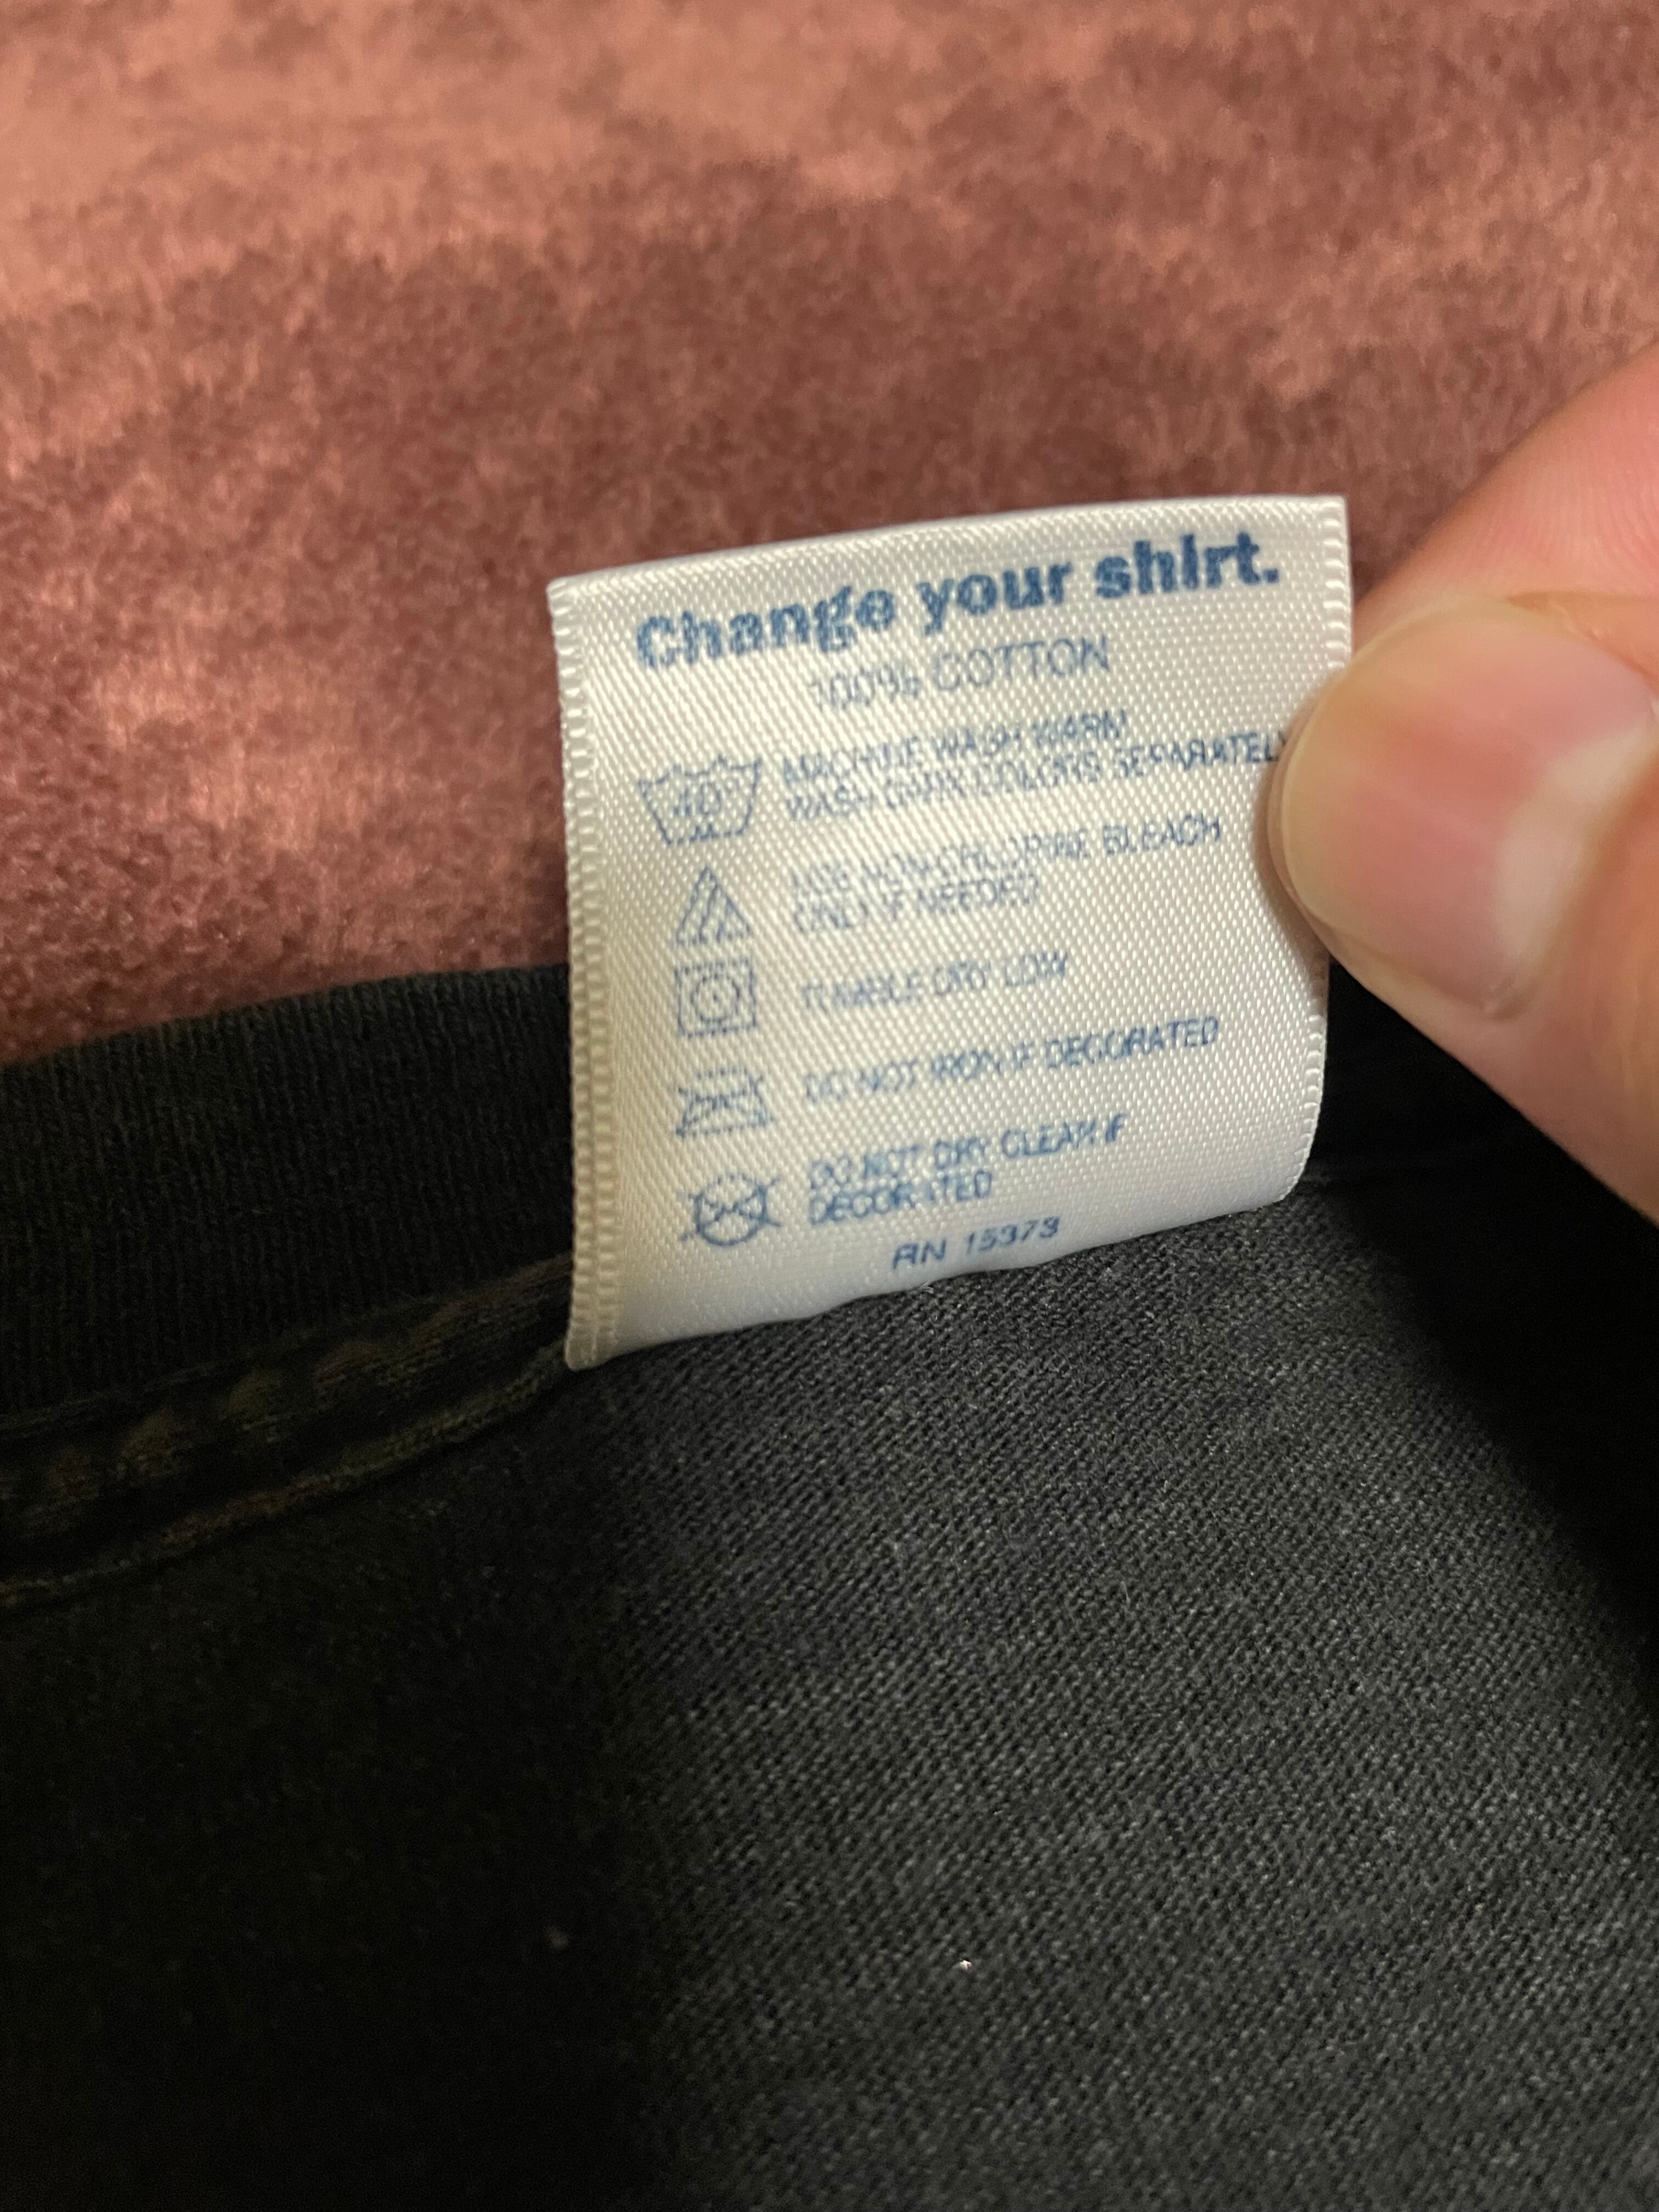 Change your shirt.
100% COTTON
MACHINE WASH WARM
WASH DARK COLORS SEPARATELY
40°
USE NON-CHLORINE BLEACH
ONLY IF NEEDED
TUMBLE DRY LOW
DO NOT IRON IF DECORATED
DO NOT DRY CLEAN IF
DECORATED
RN 15373